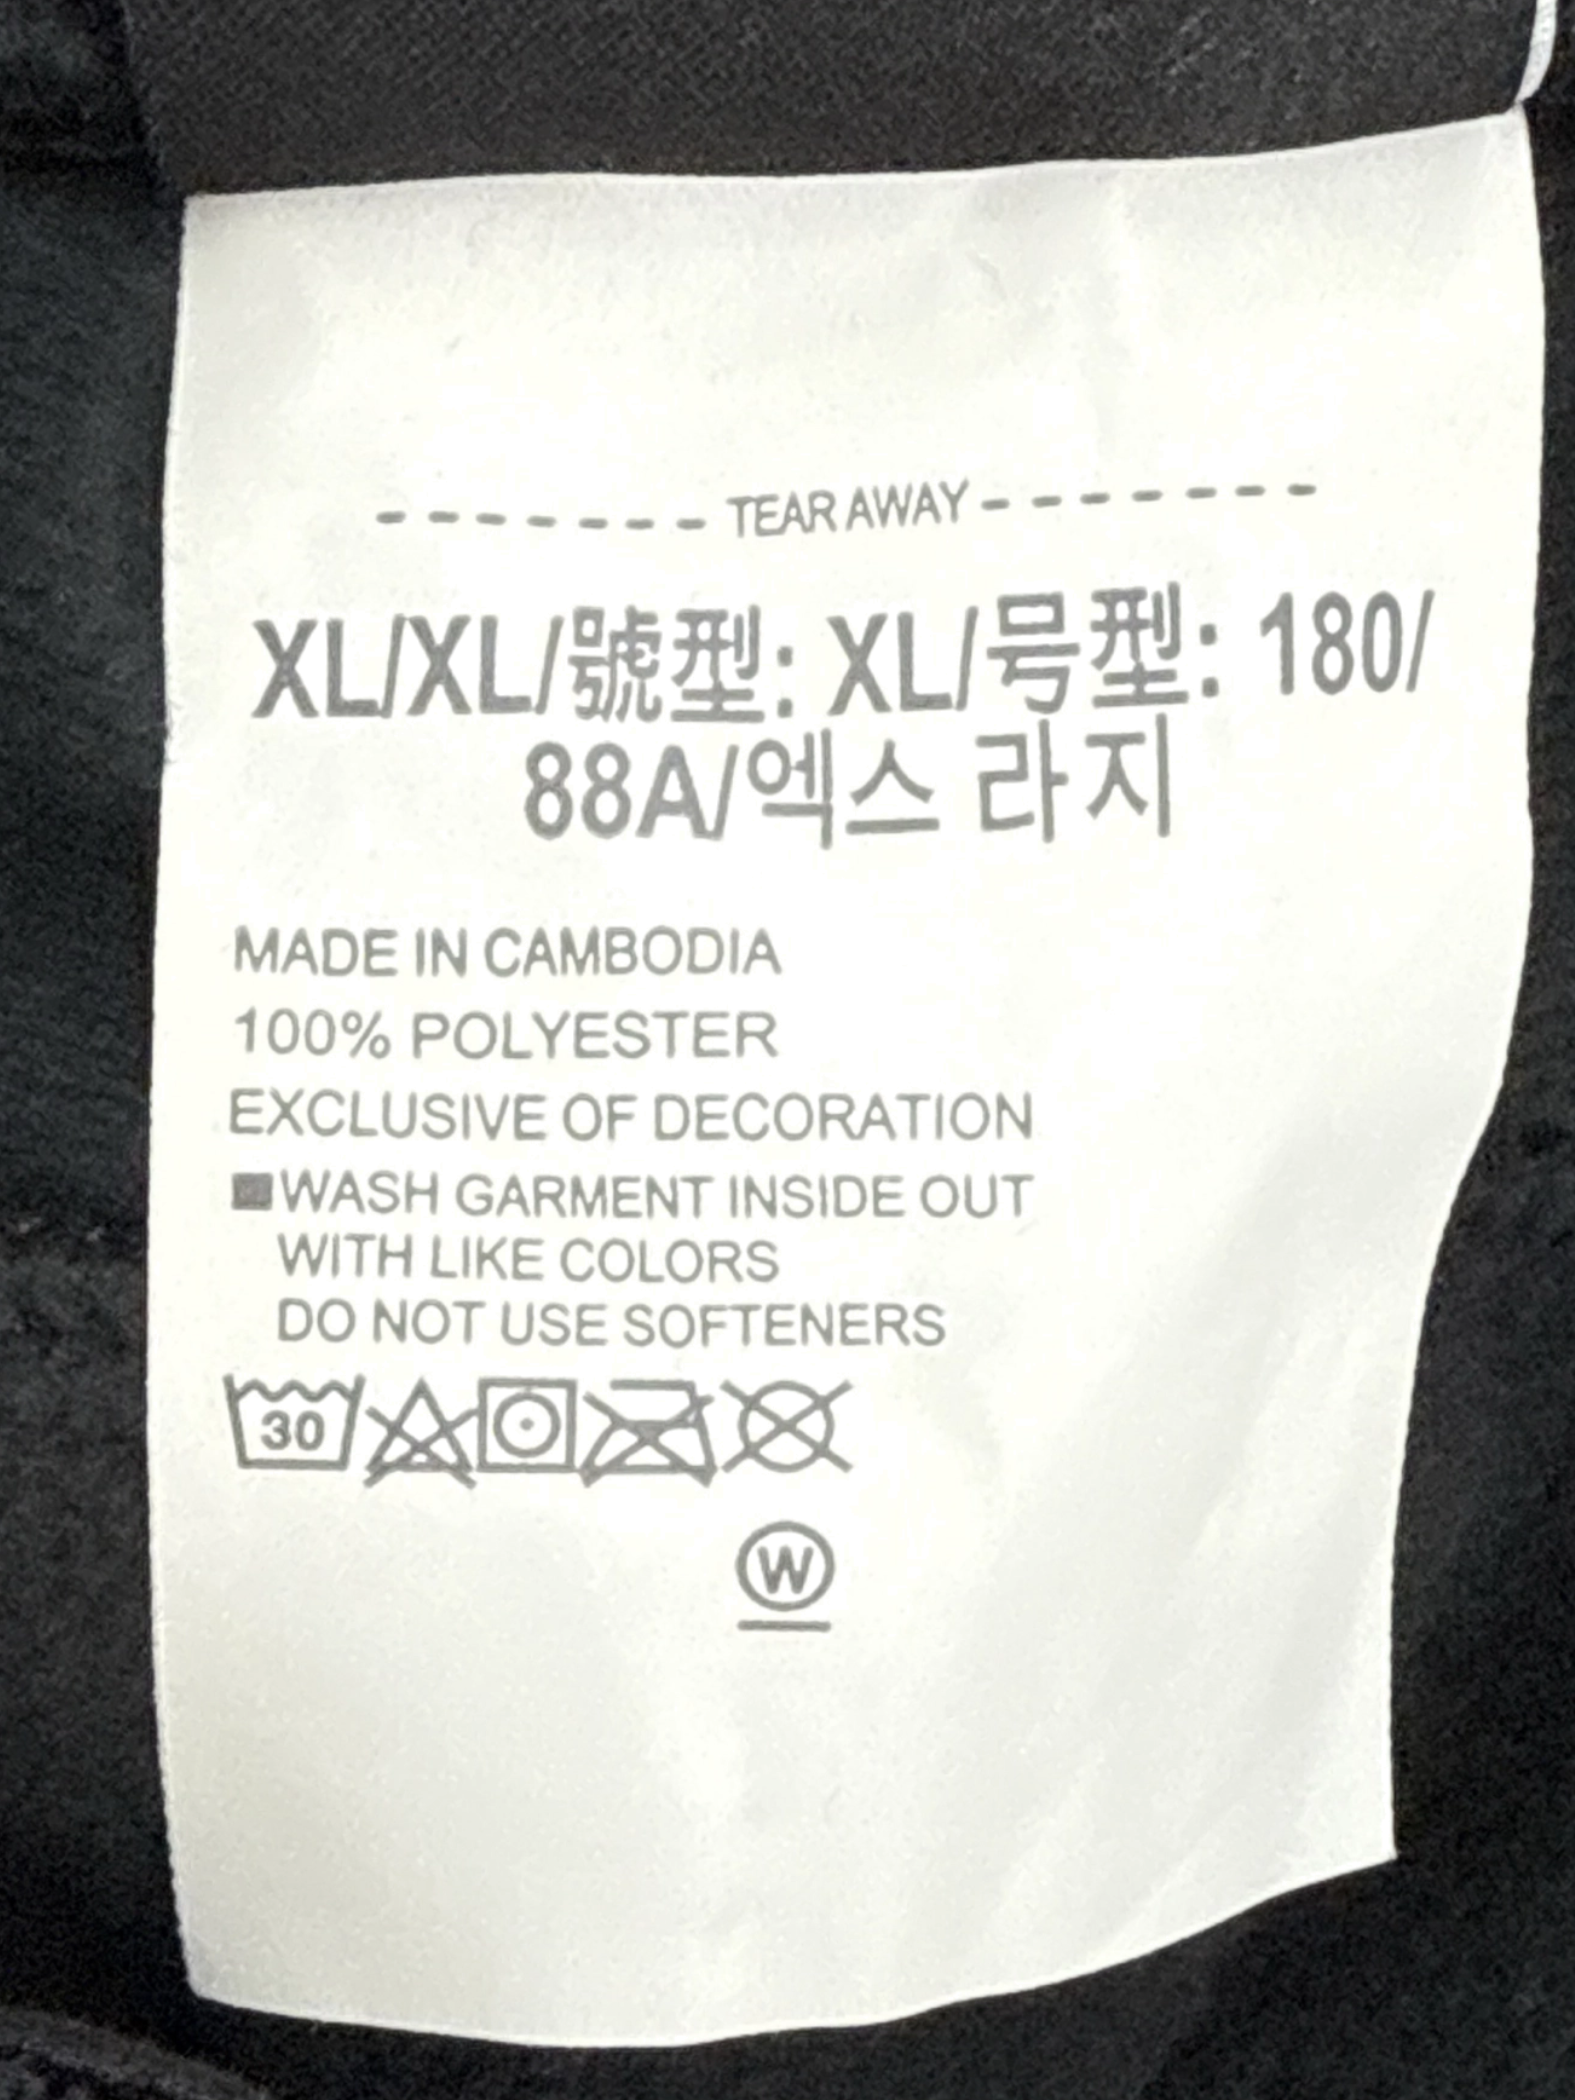 ------- TEAR AWAY -------
XL/XL/號型: XL/号型: 180/
88A/엑스 라지
MADE IN CAMBODIA
100% POLYESTER
EXCLUSIVE OF DECORATION
■WASH GARMENT INSIDE OUT
WITH LIKE COLORS
DO NOT USE SOFTENERS
30
W